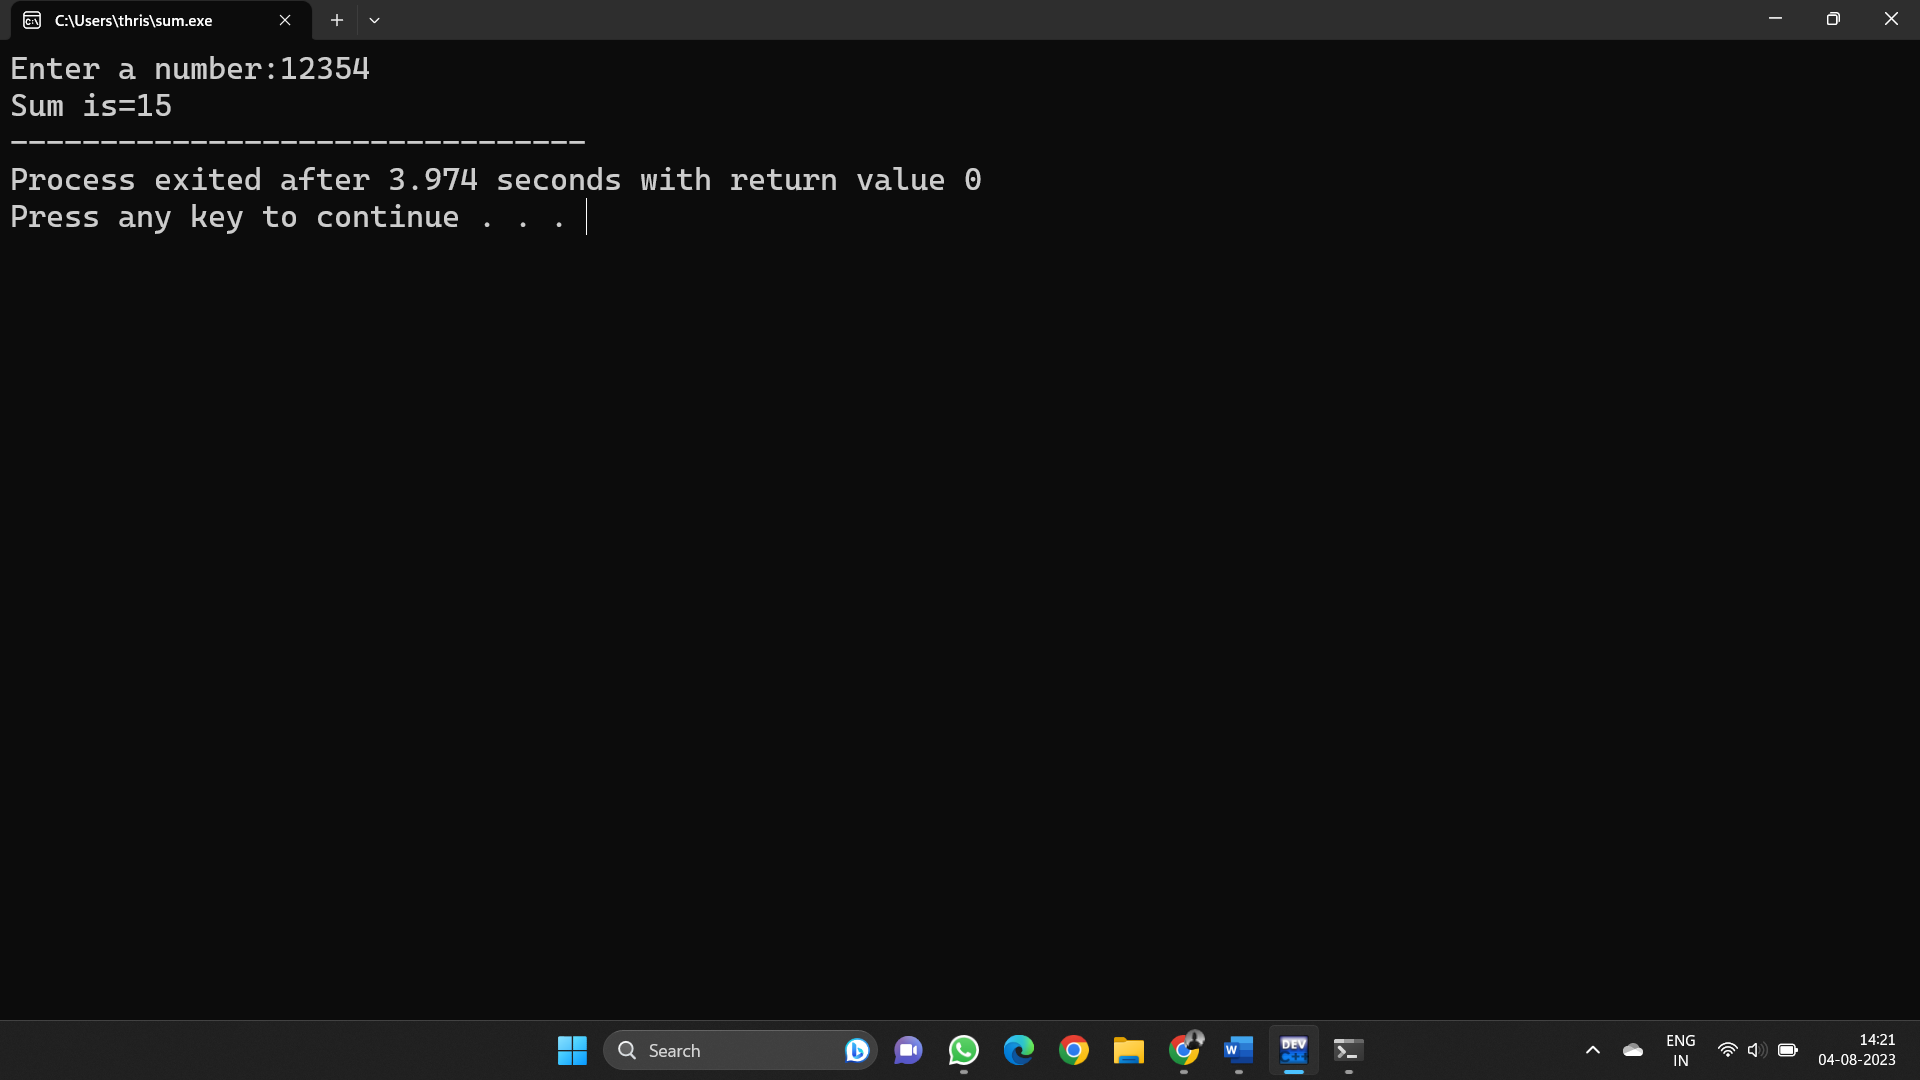 C:\Users\thris\sum.exe
Enter a number:12354
Sum is=15
--------------------------------
Process exited after 3.974 seconds with return value 0
Press any key to continue . . .
Search
W
DEV
C++
ENG
IN
14:21
04-08-2023